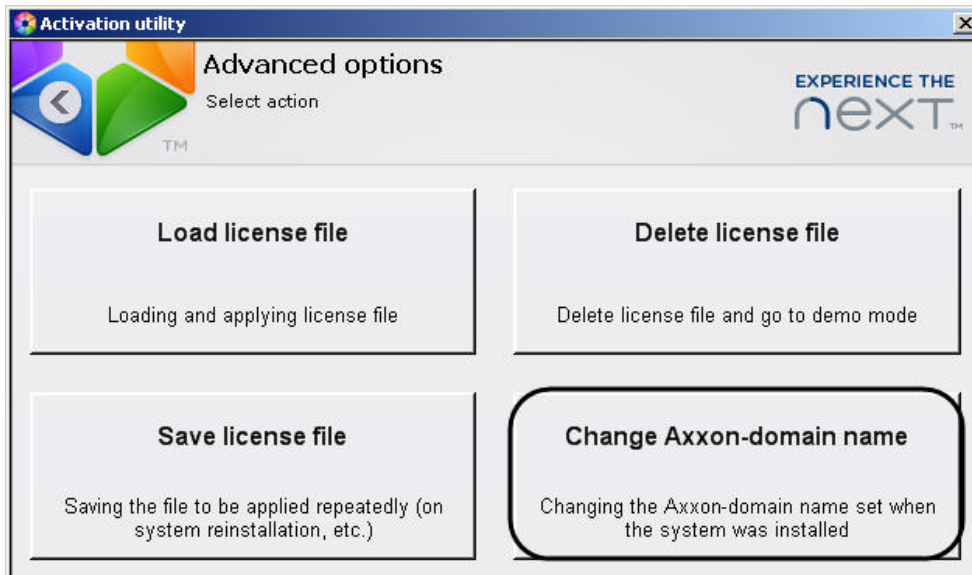 Activation utility
Advanced options
Select action
EXPERIENCE THE
next™
TM
Load license file
Loading and applying license file
Delete license file
Delete license file and go to demo mode
Save license file
Saving the file to be applied repeatedly (on
system reinstallation, etc.)
Change Axxon-domain name
Changing the Axxon-domain name set when
the system was installed